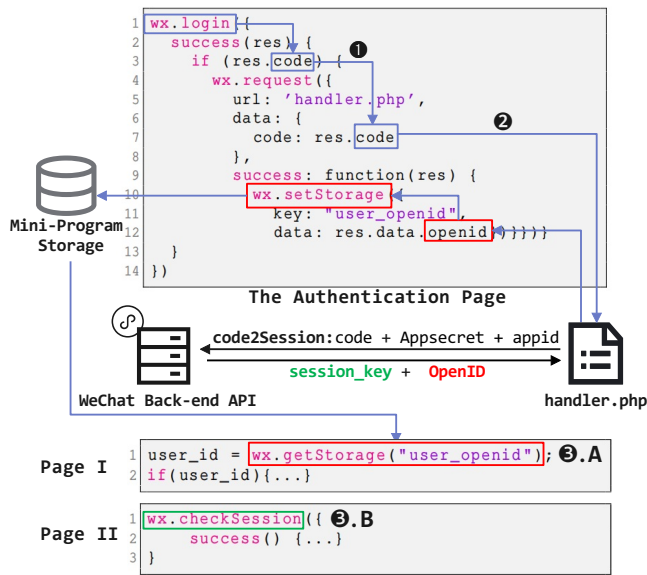 1 wx.login({
2 success(res) {
3 if (res.code) {
❶
4 wx.request({
5 url: 'handler.php',
6 data: {
7 code: res.code
❷
8 },
9 success: function(res) {
10 wx.setStorage({
11 key: "user_openid",
12 data: res.data.openid})}})}
13 }
14 })
Mini-Program
Storage
The Authentication Page
code2Session:code + Appsecret + appid
session_key + OpenID
WeChat Back-end API
handler.php
Page I
1 user_id = wx.getStorage("user_openid"); ❸.A
2 if(user_id){...}
Page II
1 wx.checkSession({ ❸.B
2 success() {...}
3 }